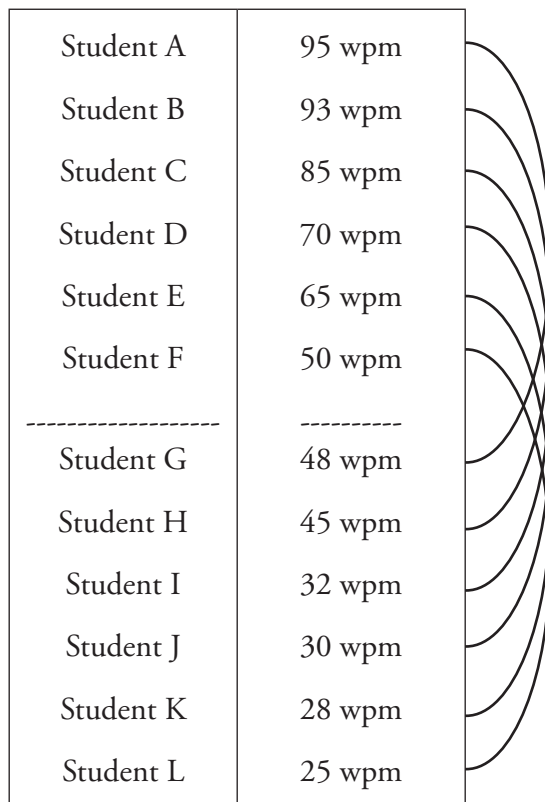 Student A 95 wpm
Student B 93 wpm
Student C 85 wpm
Student D 70 wpm
Student E 65 wpm
Student F 50 wpm
Student G 48 wpm
Student H 45 wpm
Student I 32 wpm
Student J 30 wpm
Student K 28 wpm
Student L 25 wpm